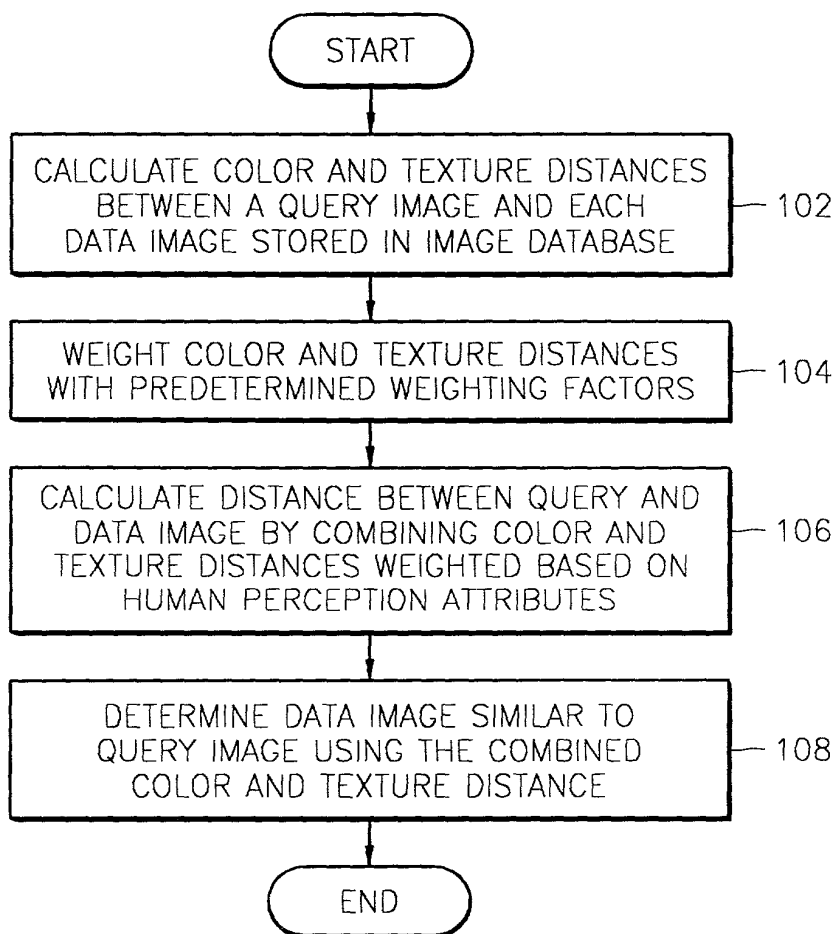 START
CALCULATE COLOR AND TEXTURE DISTANCES
BETWEEN A QUERY IMAGE AND EACH
DATA IMAGE STORED IN IMAGE DATABASE
102
WEIGHT COLOR AND TEXTURE DISTANCES
WITH PREDETERMINED WEIGHTING FACTORS
104
CALCULATE DISTANCE BETWEEN QUERY AND
DATA IMAGE BY COMBINING COLOR AND
TEXTURE DISTANCES WEIGHTED BASED ON
HUMAN PERCEPTION ATTRIBUTES
106
DETERMINE DATA IMAGE SIMILAR TO
QUERY IMAGE USING THE COMBINED
COLOR AND TEXTURE DISTANCE
108
END